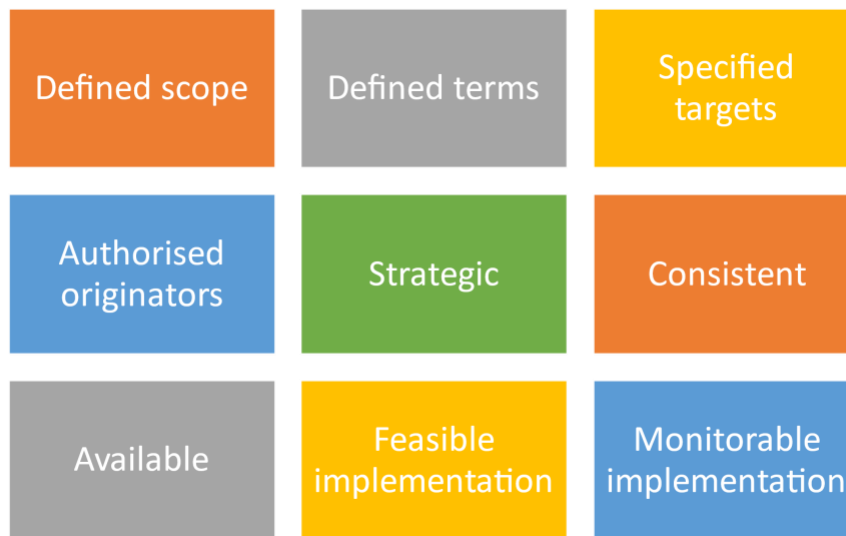 Defined scope
Defined terms
Specified
targets
Authorised
originators
Strategic
Consistent
Available
Feasible
implementation
Monitorable
implementation